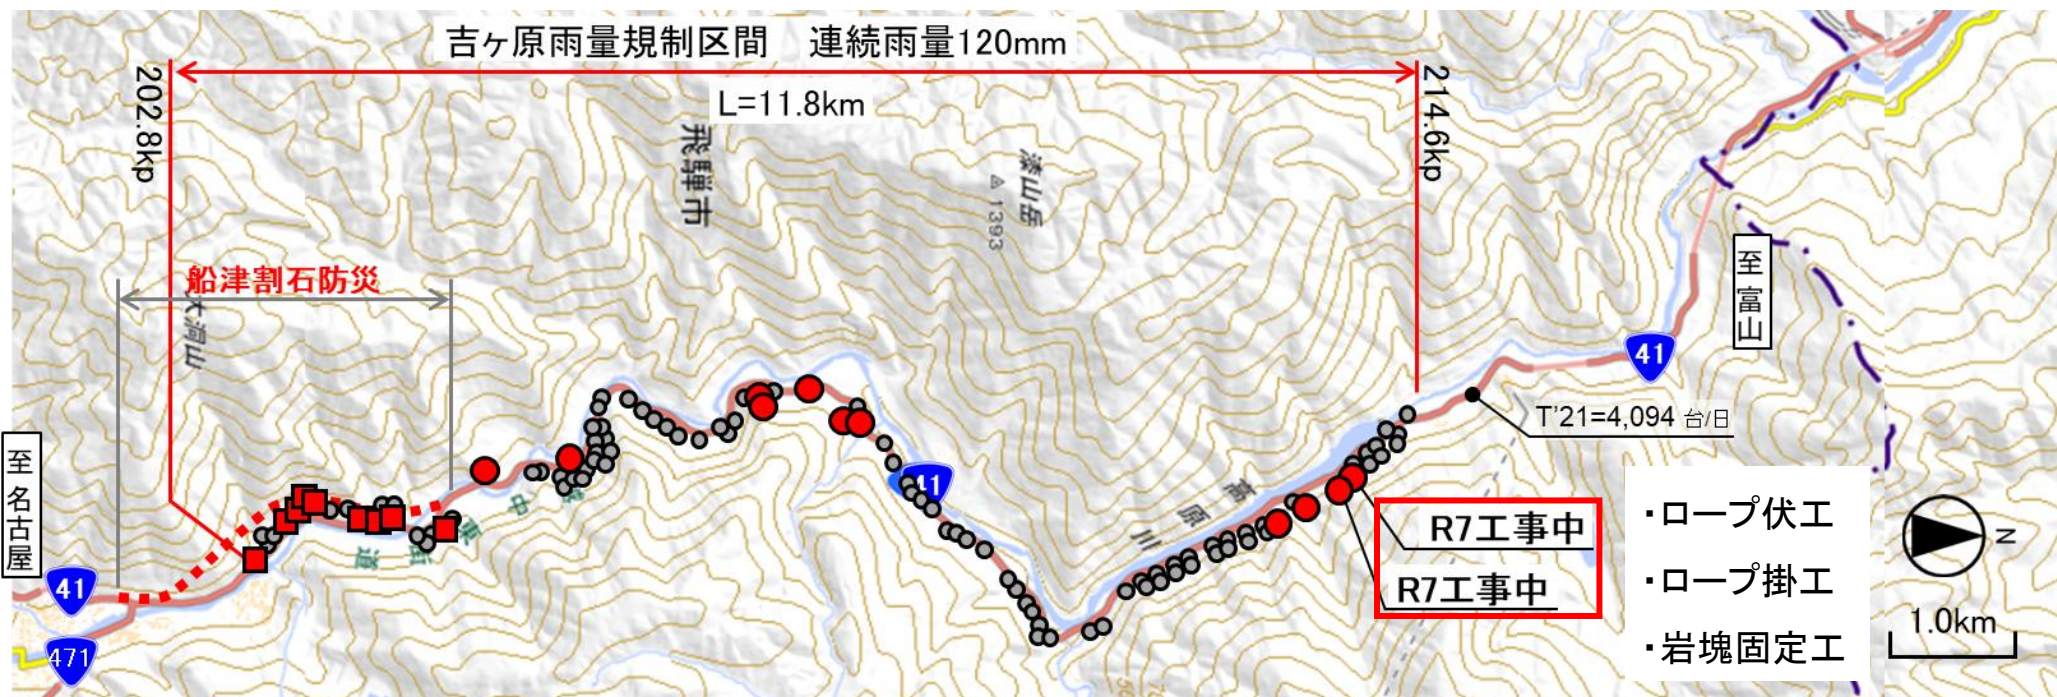 吉ヶ原雨量規制区間　連続雨量120mm
L=11.8km
202.8kp
214.6kp
飛騨市
漆山岳
1393
船津割石防災
大洞山
至富山
41
T'21=4,094 台/日
41
高原川
至名古屋
R7工事中
R7工事中
・ロープ伏工
・ロープ掛工
・岩塊固定工
N
1.0km
41
471